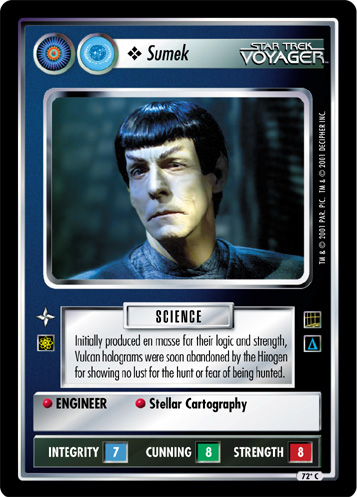 ❖ Sumek
STAR TREK
VOYAGER™
TM & © 2001 PAR. PIC. TM & © 2001 DECIPHER INC.
SCIENCE
Initially produced en masse for their logic and strength,
Vulcan holograms were soon abandoned by the Hirogen
for showing no lust for the hunt or fear of being hunted.
ENGINEER
Stellar Cartography
INTEGRITY 7 CUNNING 8 STRENGTH 8
72* C